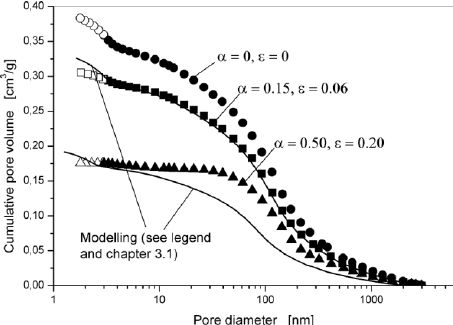 0,40
0,35
0,30
0,25
0,20
0,15
0,10
0,05
0,00
Cumulative pore volume [cm³/g]
α = 0, ε = 0
α = 0.15, ε = 0.06
α = 0.50, ε = 0.20
Modelling (see legend
and chapter 3.1)
1 10 100 1000
Pore diameter [nm]